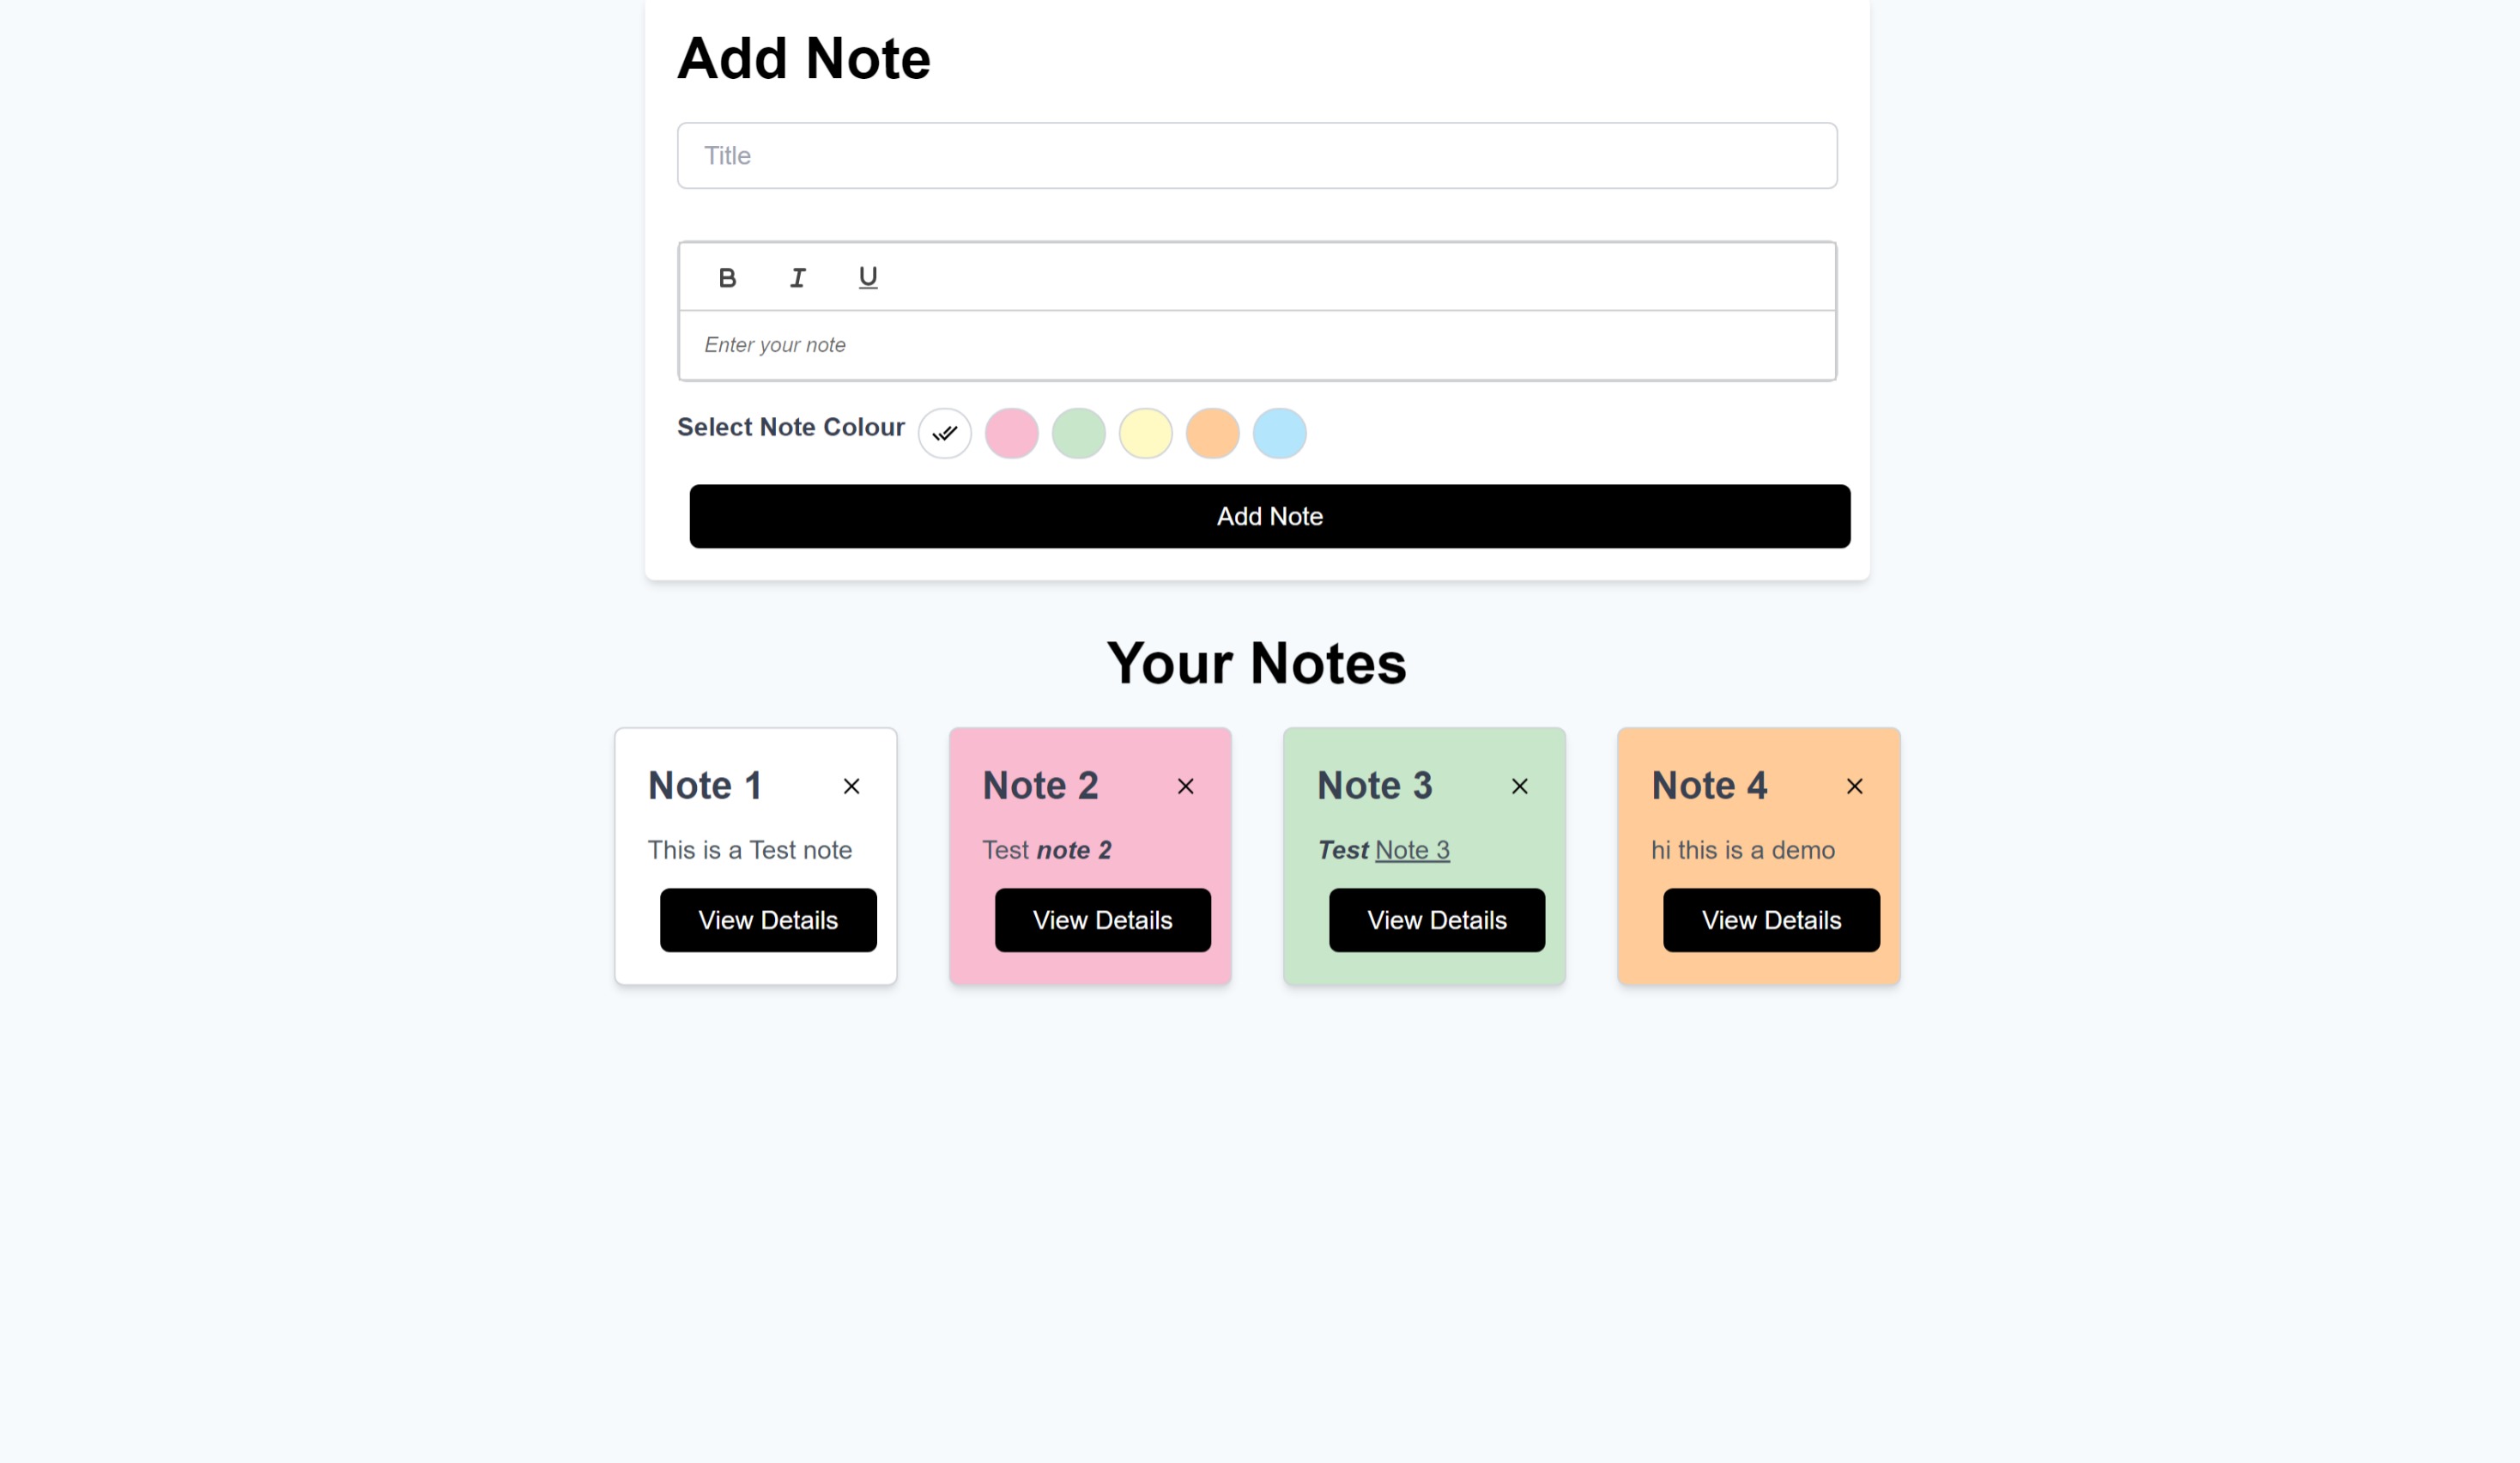 Add Note
Title
B I U
Enter your note
Select Note Colour
Add Note
Your Notes
Note 1
This is a Test note
View Details
Note 2
Test note 2
View Details
Note 3
Test Note 3
View Details
Note 4
hi this is a demo
View Details